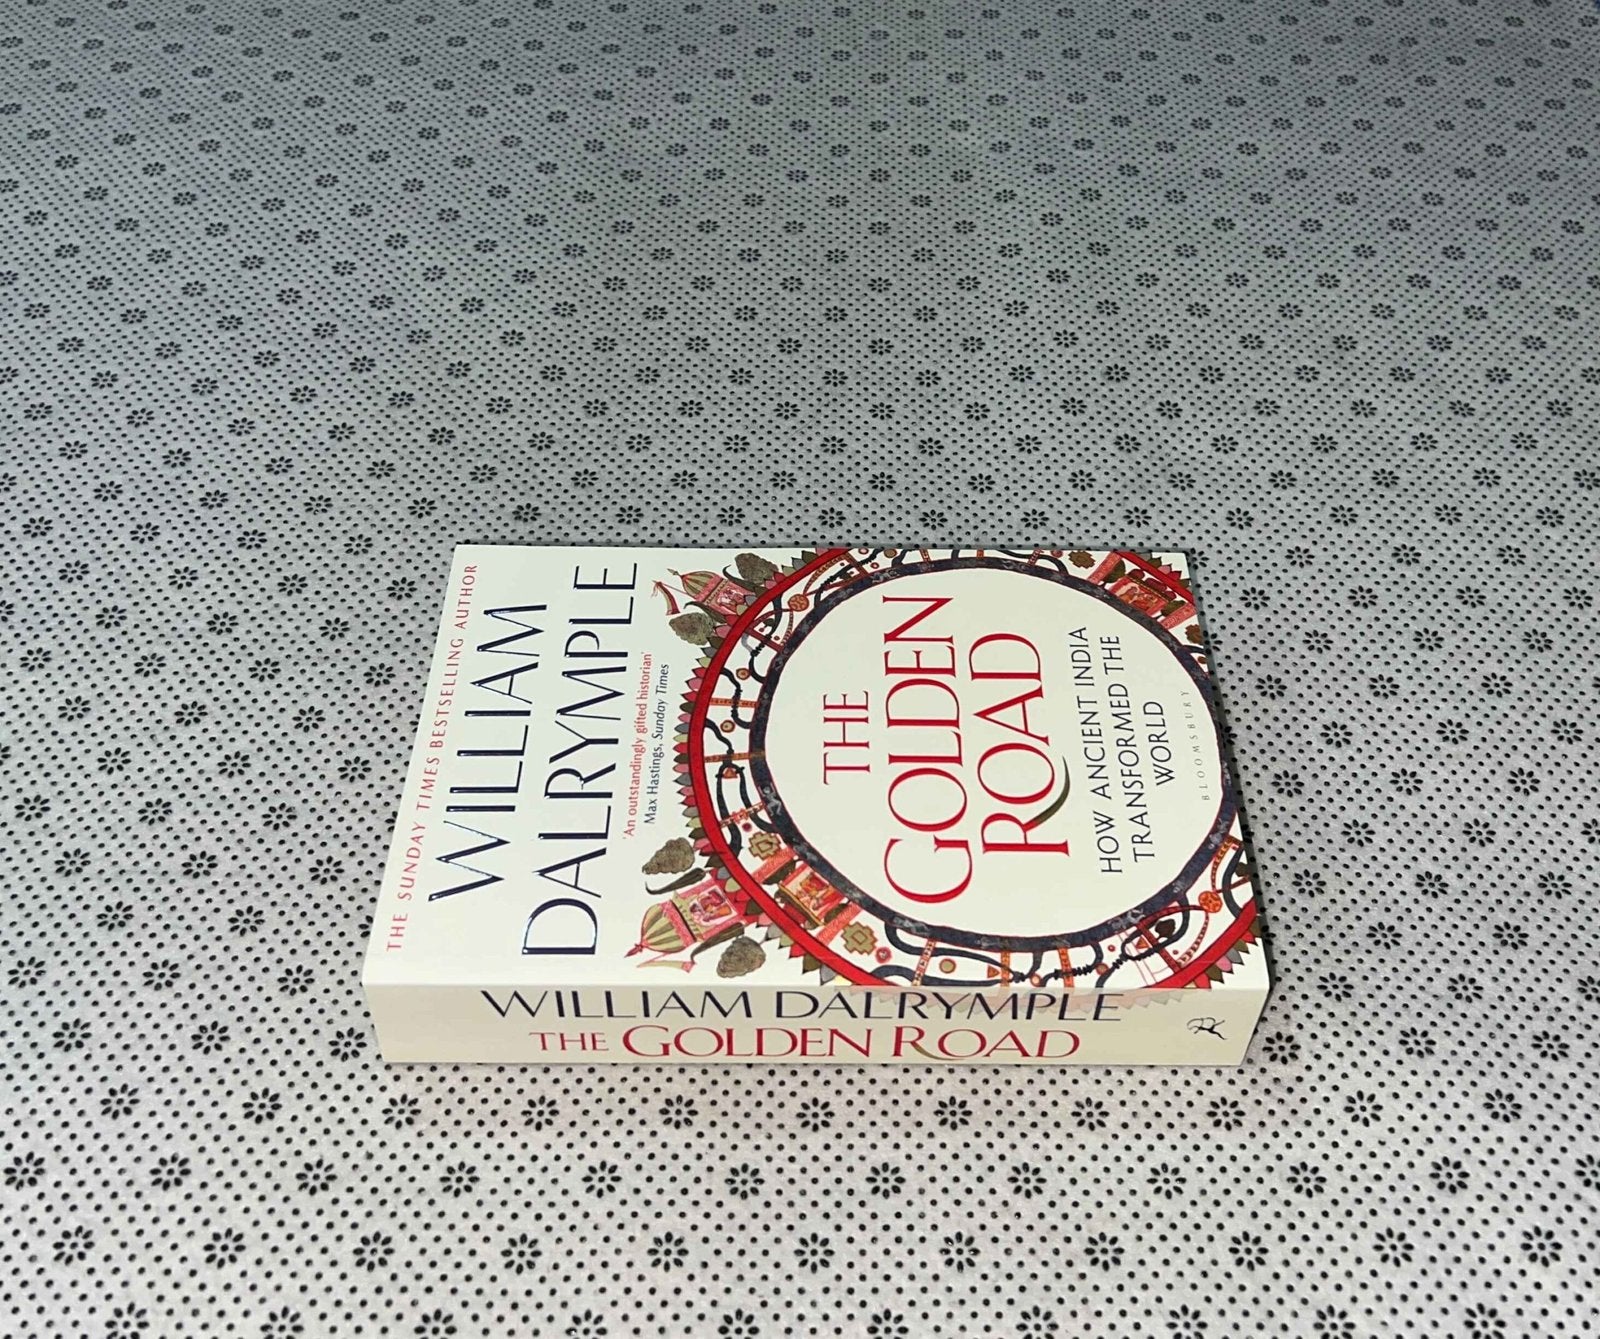 THE SUNDAY TIMES BESTSELLING AUTHOR
WILLIAM
DALRYMPLE
'An outstandingly gifted historian'
Max Hastings, Sunday Times
THE
GOLDEN
ROAD
HOW ANCIENT INDIA
TRANSFORMED THE
WORLD
BLOOMSBURY
WILLIAM DALRYMPLE
THE GOLDEN ROAD